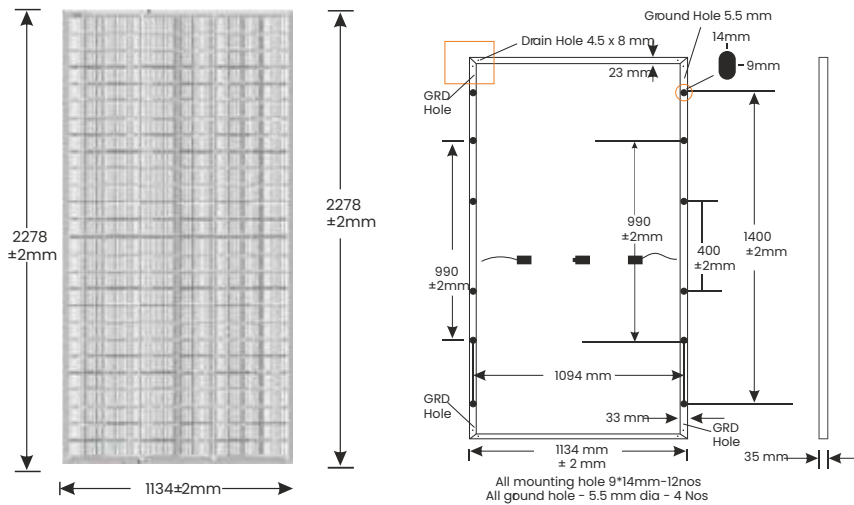 2278
±2mm
1134±2mm
2278
±2mm
Ground Hole 5.5 mm
Drain Hole 4.5 x 8 mm
14mm
9mm
23 mm
GRD
Hole
990
±2mm
990
±2mm
400
±2mm
1400
±2mm
1094 mm
GRD
Hole
33 mm
GRD
Hole
1134 mm
± 2 mm
35 mm
All mounting hole 9*14mm-12nos
All ground hole - 5.5 mm dia - 4 Nos